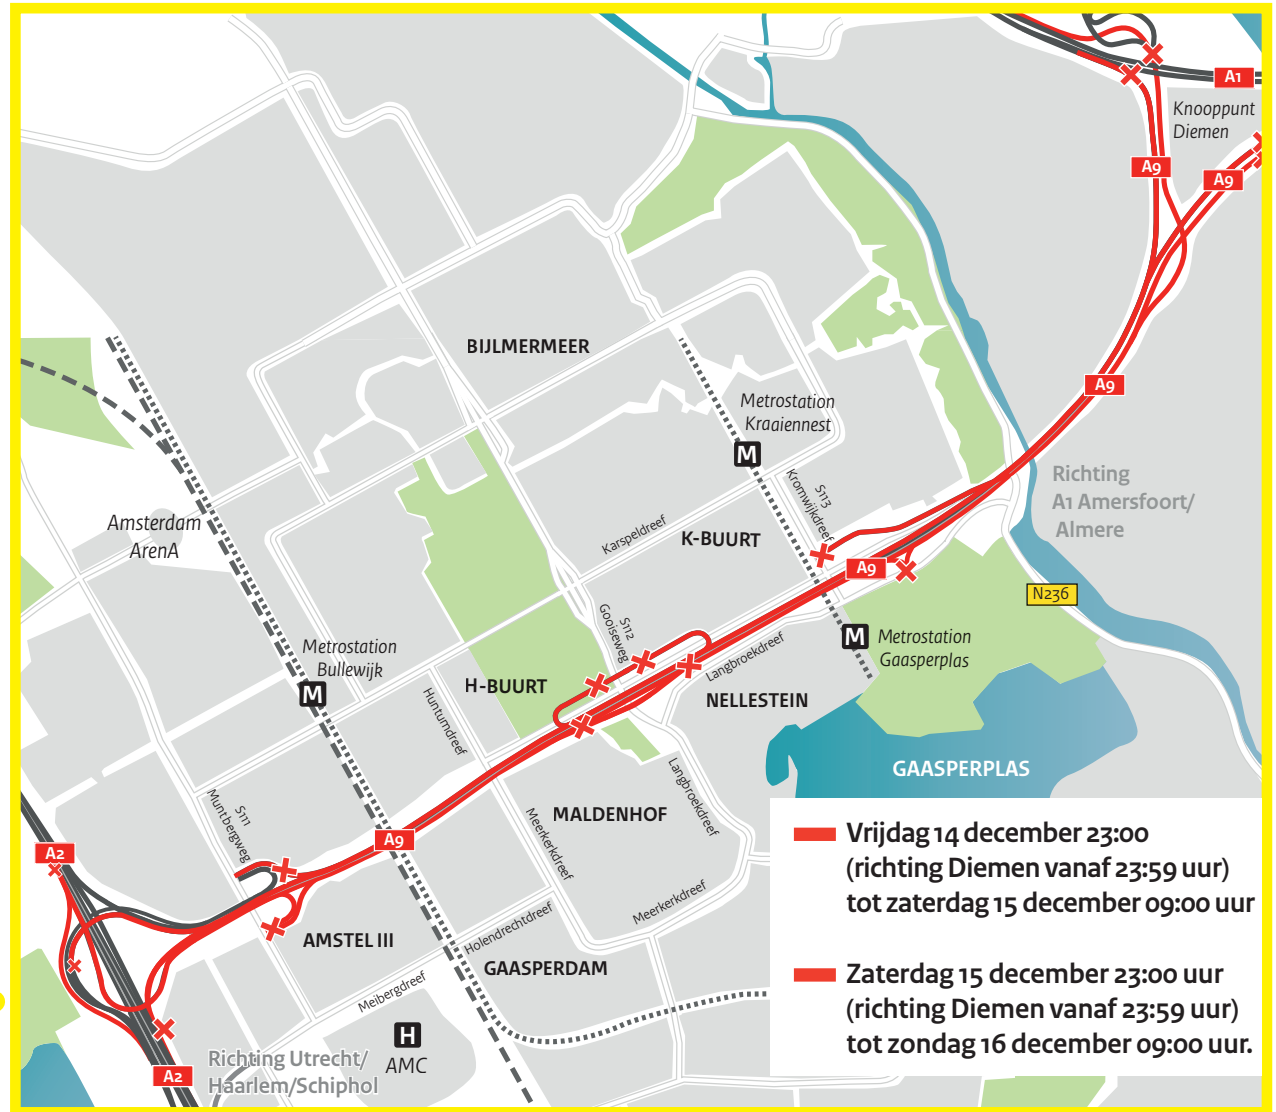 A1
Knooppunt
Diemen
A9
A9
BIJLMERMEER
A9
Metrostation
Kraaiennest
M
Richting
A1 Amersfoort/
Almere
S113
Kromwijkdreef
Amsterdam
ArenA
Karspeldreef
K-BUURT
A9
N236
S112
Gooiseweg
Metrostation
Bullewijk
M
M
Metrostation
Gaasperplas
Langbroekdreef
H-BUURT
NELLESTEIN
Huntumdreef
GAASPERPLAS
Langbroekdreef
S111
Muntbergweg
MALDENHOF
Meerkerkdreef
A9
A2
Meerkerkdreef
Holendrechtdreef
AMSTEL III
GAASPERDAM
Meibergdreef
H
AMC
Richting Utrecht/
Haarlem/Schiphol
A2
Vrijdag 14 december 23:00
(richting Diemen vanaf 23:59 uur)
tot zaterdag 15 december 09:00 uur
Zaterdag 15 december 23:00 uur
(richting Diemen vanaf 23:59 uur)
tot zondag 16 december 09:00 uur.